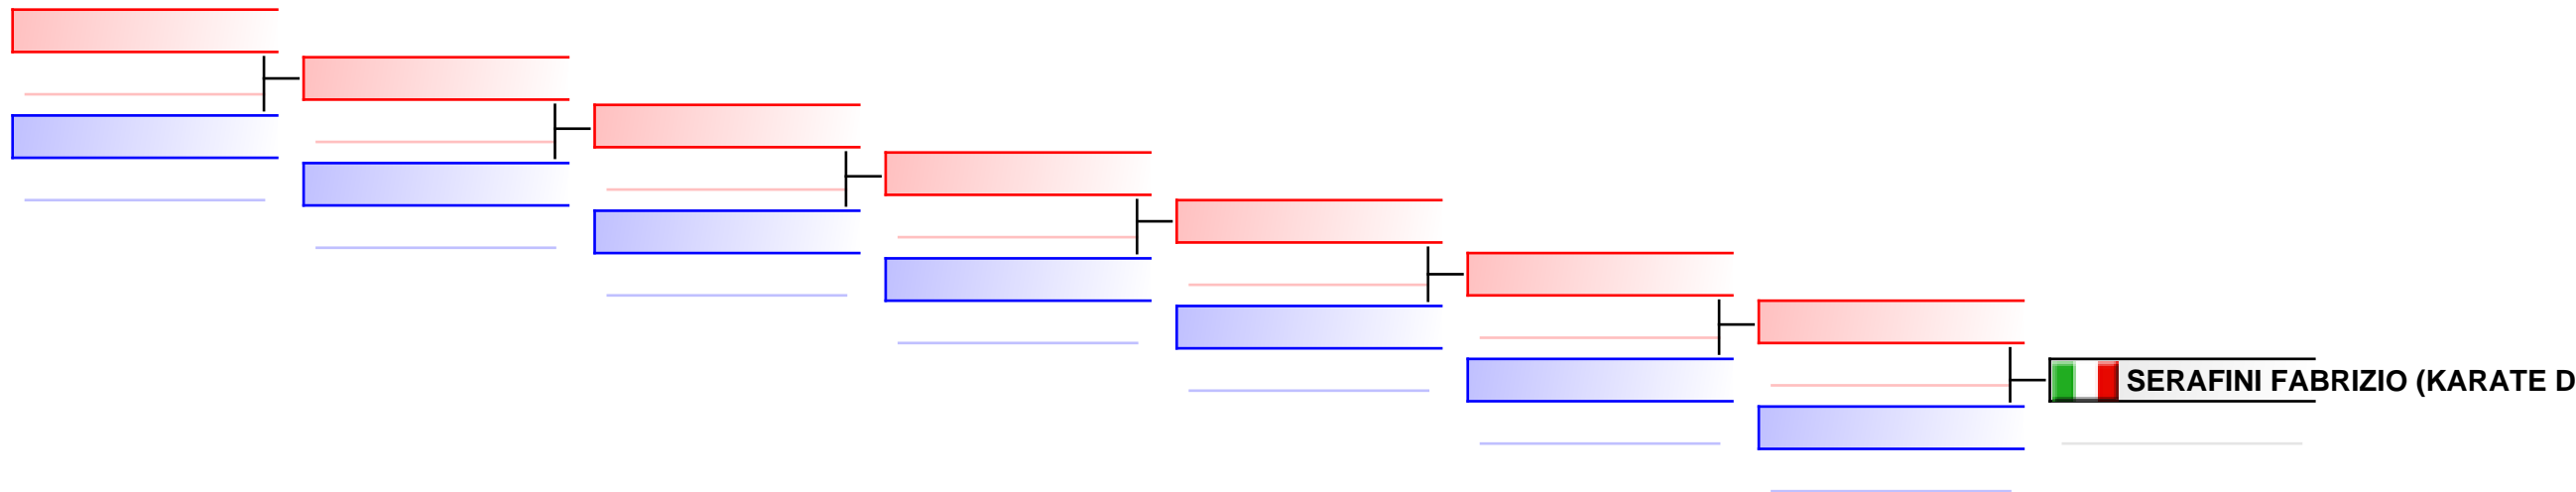 SERAFINI FABRIZIO (KARATE D